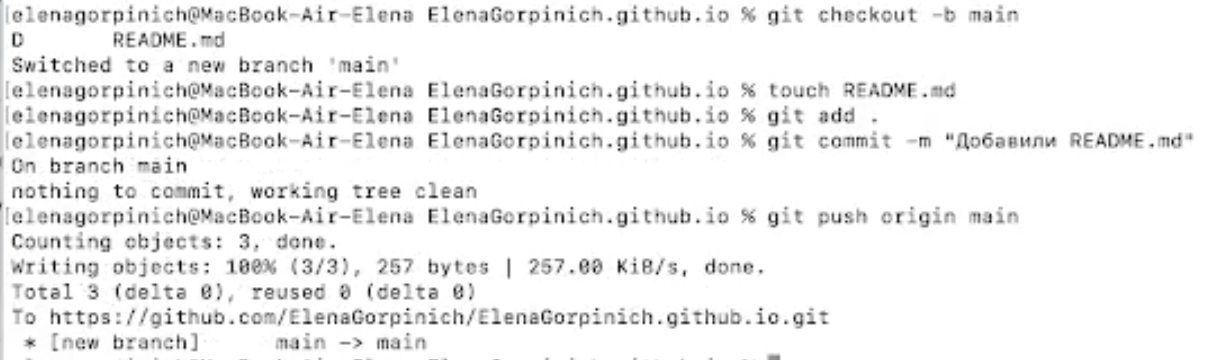 [elenagorpinich@MacBook-Air-Elena ElenaGorpinich.github.io % git checkout -b main
D       README.md
Switched to a new branch 'main'
[elenagorpinich@MacBook-Air-Elena ElenaGorpinich.github.io % touch README.md
[elenagorpinich@MacBook-Air-Elena ElenaGorpinich.github.io % git add .
[elenagorpinich@MacBook-Air-Elena ElenaGorpinich.github.io % git commit -m "Добавили README.md"
On branch main
nothing to commit, working tree clean
[elenagorpinich@MacBook-Air-Elena ElenaGorpinich.github.io % git push origin main
Counting objects: 3, done.
Writing objects: 100% (3/3), 257 bytes | 257.00 KiB/s, done.
Total 3 (delta 0), reused 0 (delta 0)
To https://github.com/ElenaGorpinich/ElenaGorpinich.github.io.git
 * [new branch]      main -> main